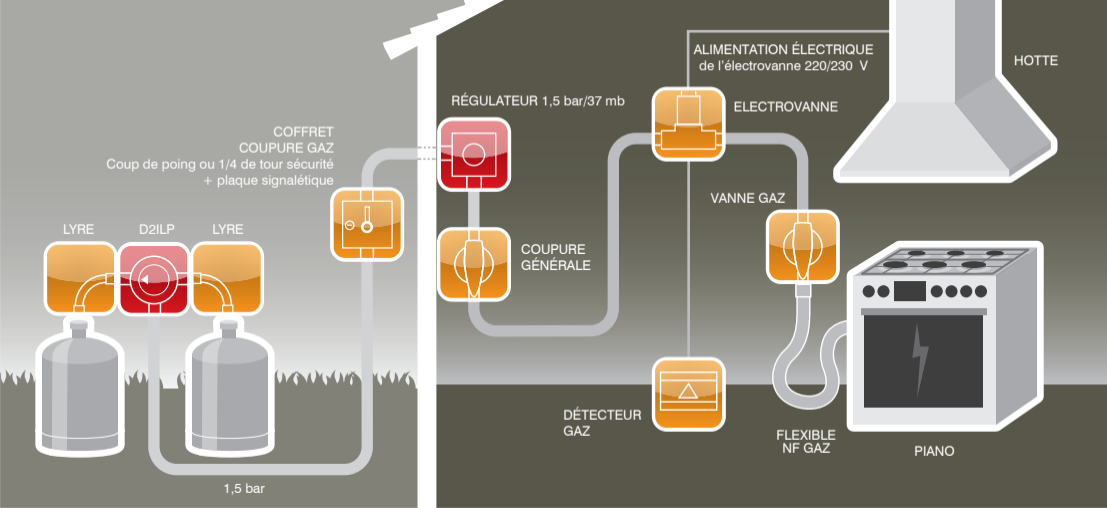 ALIMENTATION ÉLECTRIQUE
de l'électrovanne 220/230 V
HOTTE
RÉGULATEUR 1,5 bar/37 mb
ELECTROVANNE
COFFRET
COUPURE GAZ
Coup de poing ou 1/4 de tour sécurité
+ plaque signalétique
VANNE GAZ
LYRE
D2ILP
LYRE
COUPURE
GÉNÉRALE
DÉTECTEUR
GAZ
FLEXIBLE
NF GAZ
PIANO
1,5 bar